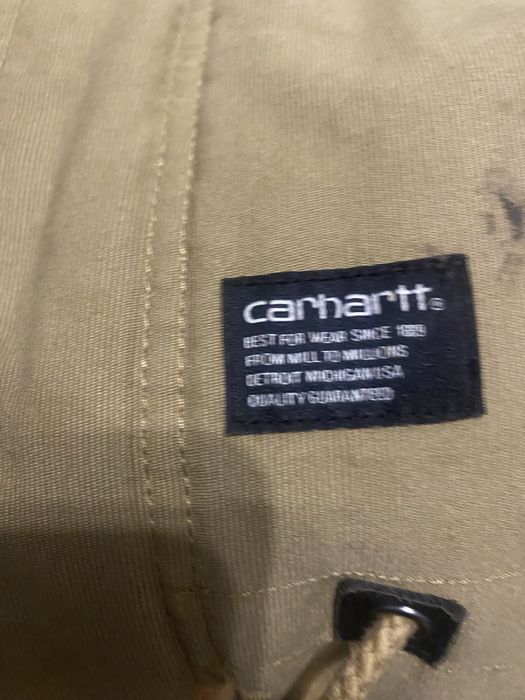 carhartt®
BEST FOR WEAR SINCE 1889
FROM MILL TO MILLIONS
DETROIT MICHIGAN USA
QUALITY GUARANTEED